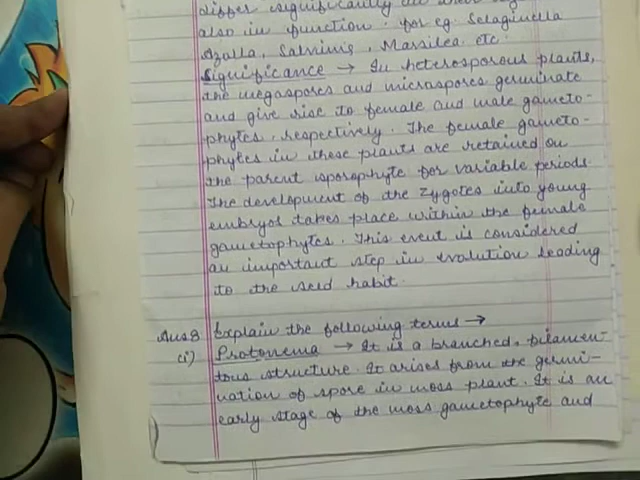 differ significantly in
also in function. for eg. Selaginella
Azolla, Salvinia, Marsilea etc.
Significance → In heterosporous plants,
the megaspores and microspores germinate
and give rise to female and male gameto-
phytes, respectively. The female gameto-
phytes in these plants are retained on
the parent sporophyte for variable periods.
The development of the zygotes into young
embryos takes place within the female
gametophytes. This event is considered
an important step in evolution leading
to the seed habit.
Ans 8 Explain the following terms →
(i) Protonema → It is a branched, filamen-
tous structure. It arises from the germi-
nation of spore in moss plant. It is an
early stage of the moss gametophyte and